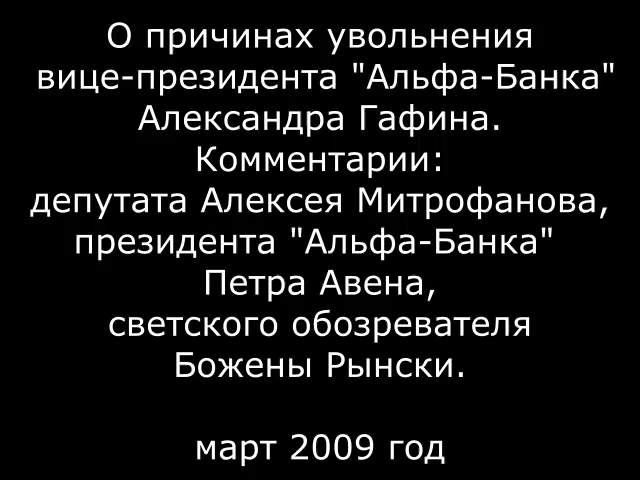 О причинах увольнения
вице-президента "Альфа-Банка"
Александра Гафина.
Комментарии:
депутата Алексея Митрофанова,
президента "Альфа-Банка"
Петра Авена,
светского обозревателя
Божены Рынски.
март 2009 год